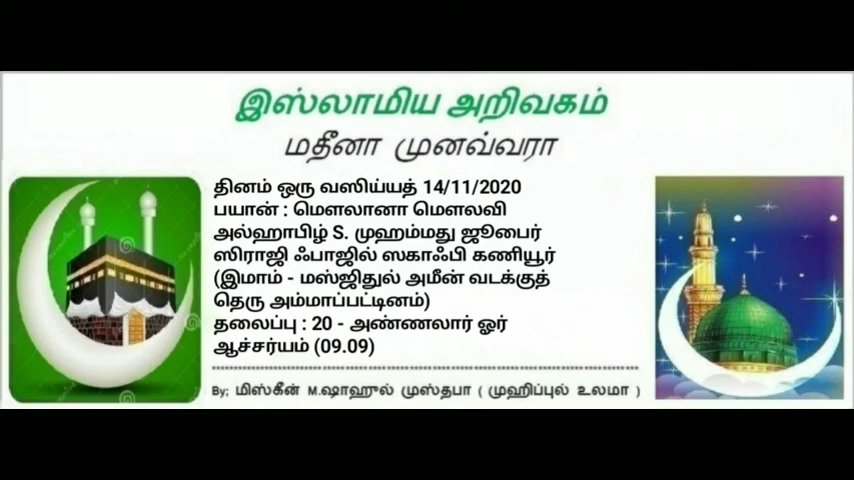 இஸ்லாமிய அறிவகம்
மதீனா முனவ்வரா
தினம் ஒரு வஸிய்யத் 14/11/2020
பயான் : மௌலானா மௌலவி
அல்ஹாபிழ் S. முஹம்மது ஜூபைர்
ஸிராஜி ஃபாஜில் ஸகாஃபி கணியூர்
(இமாம் - மஸ்ஜிதுல் அமீன் வடக்குத்
தெரு அம்மாப்பட்டினம்)
தலைப்பு : 20 - அண்ணலார் ஓர்
ஆச்சர்யம் (09.09)
By; மிஸ்கீன் M.ஷாஹுல் முஸ்தபா ( முஹிப்புல் உலமா )